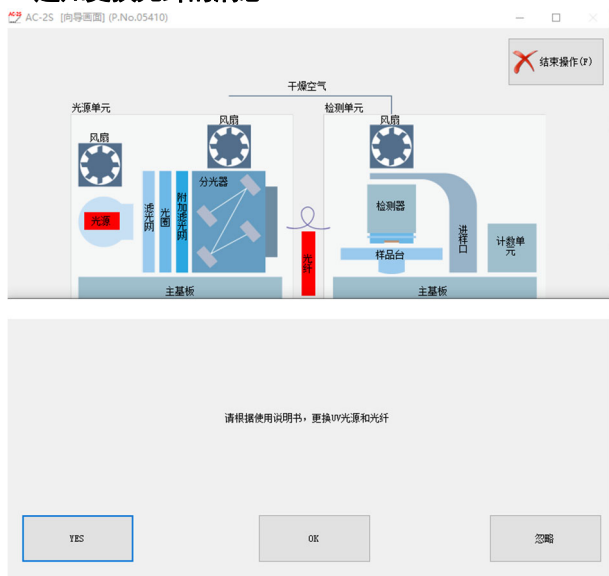 AC-2S [向导画面] (P.No.05410)
结束操作(F)
干燥空气
光源单元
检测单元
风扇
风扇
风扇
分光器
光源
滤光网
光圈
附加滤光网
检测器
进样口
计数单元
样品台
光纤
主基板
主基板
请根据使用说明书，更换UV光源和光纤
YES
OK
忽略